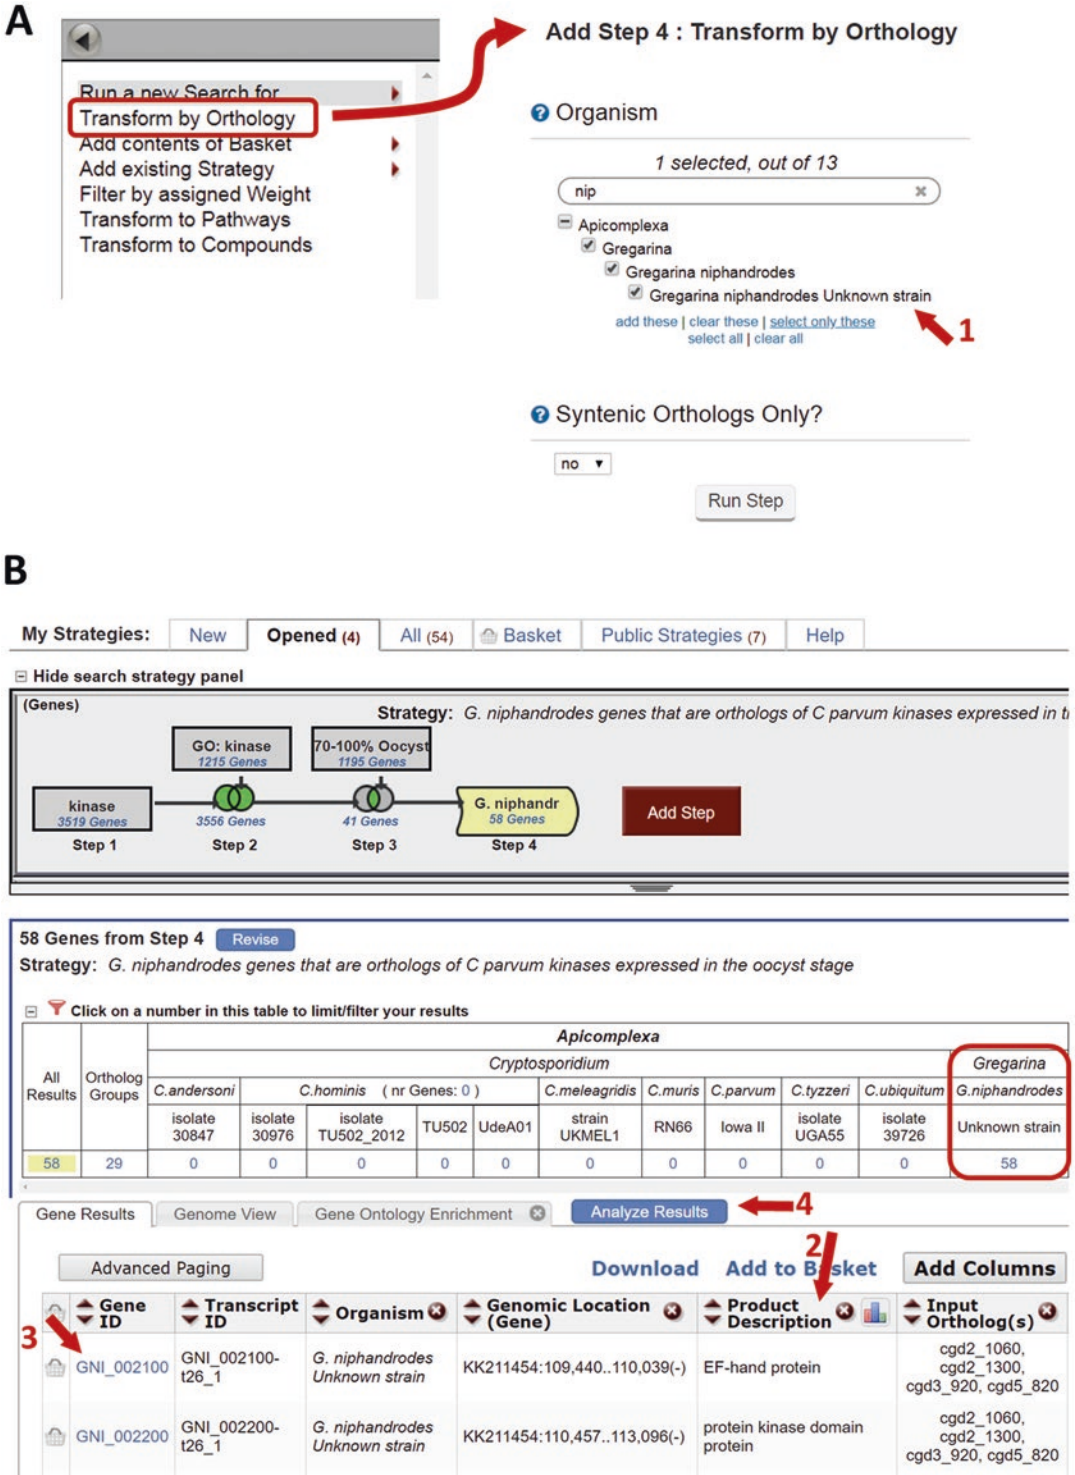 A
Add Step 4 : Transform by Orthology
Run a new Search for
Transform by Orthology
Add contents of Basket
Add existing Strategy
Filter by assigned Weight
Transform to Pathways
Transform to Compounds
? Organism
1 selected, out of 13
nip
Apicomplexa
Gregarina
Gregarina niphandrodes
Gregarina niphandrodes Unknown strain
add these | clear these | select only these
select all | clear all
1
? Syntenic Orthologs Only?
no
Run Step
B
My Strategies: New Opened (4) All (54) Basket Public Strategies (7) Help
Hide search strategy panel
(Genes)
Strategy: G. niphandrodes genes that are orthologs of C parvum kinases expressed in t
GO: kinase 70-100% Oocyst
1215 Genes 1195 Genes
kinase G. niphandr Add Step
3519 Genes 3556 Genes 41 Genes 58 Genes
Step 1 Step 2 Step 3 Step 4
58 Genes from Step 4 Revise
Strategy: G. niphandrodes genes that are orthologs of C parvum kinases expressed in the oocyst stage
Click on a number in this table to limit/filter your results
All Results Ortholog Groups Apicomplexa
Cryptosporidium Gregarina
C.andersoni C.hominis ( nr Genes: 0 ) C.meleagridis C.muris C.parvum C.tyzzeri C.ubiquitum G.niphandrodes
isolate 30847 isolate 30976 isolate TU502_2012 TU502 UdeA01 strain UKMEL1 RN66 Iowa II isolate UGA55 isolate 39726 Unknown strain
58 29 0 0 0 0 0 0 0 0 0 0 58
Gene Results Genome View Gene Ontology Enrichment Analyze Results 4
2
Advanced Paging Download Add to Basket Add Columns
Gene ID Transcript ID Organism Genomic Location (Gene) Product Description Input Ortholog(s)
3
GNI_002100 GNI_002100-t26_1 G. niphandrodes Unknown strain KK211454:109,440..110,039(-) EF-hand protein cgd2_1060, cgd2_1300, cgd3_920, cgd5_820
GNI_002200 GNI_002200-t26_1 G. niphandrodes Unknown strain KK211454:110,457..113,096(-) protein kinase domain protein cgd2_1060, cgd2_1300, cgd3_920, cgd5_820